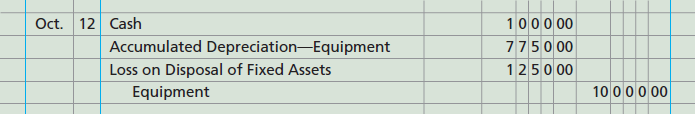 Oct. 12 Cash 1 0 0 0 00
Accumulated Depreciation—Equipment 7 7 5 0 00
Loss on Disposal of Fixed Assets 1 2 5 0 00
Equipment 10 0 0 0 00